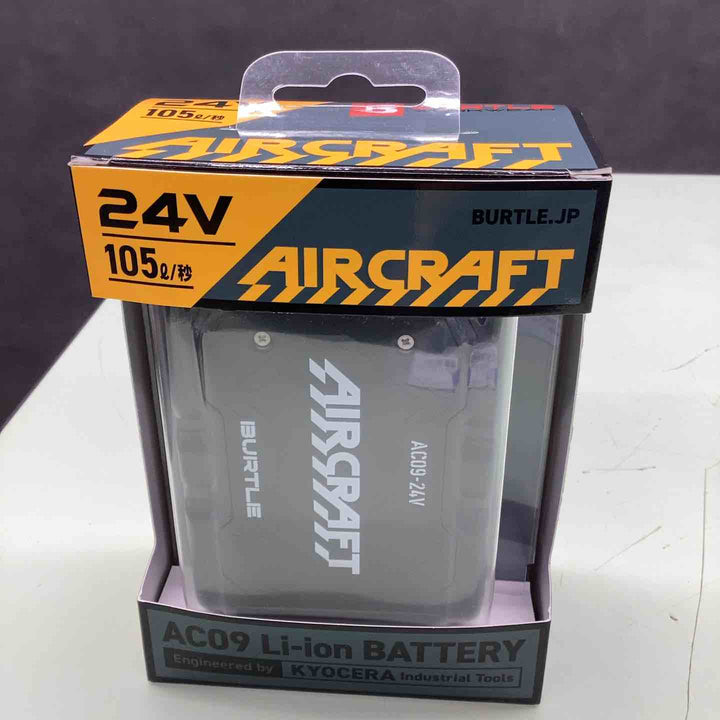 24V
105ℓ/秒
AIRCRAFT
24V
105ℓ/秒
BURTLE.JP
AIRCRAFT
AIRCRAFT
BURTLE
AC09-24V
AC09 Li-ion BATTERY
Engineered by KYOCERA Industrial Tools